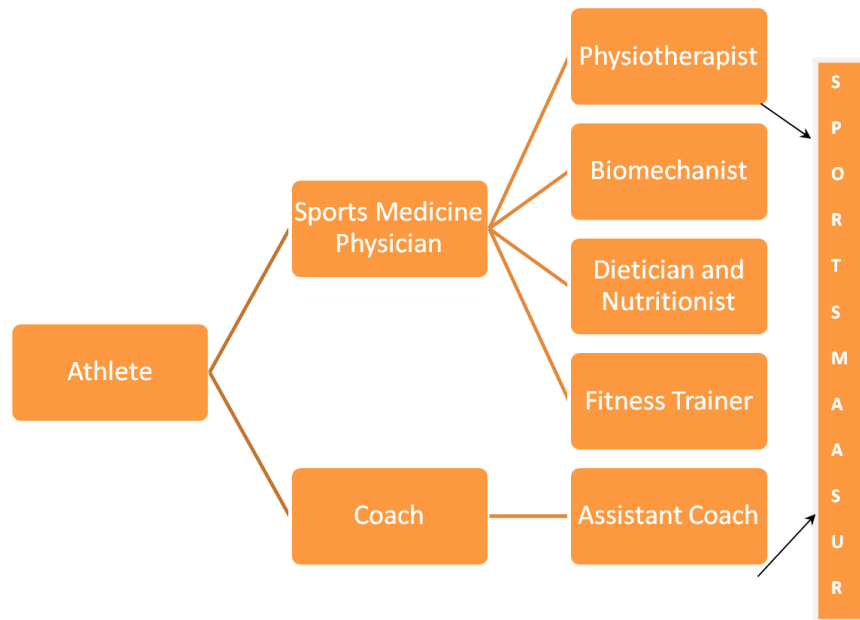 Physiotherapist
Biomechanist
Sports Medicine
Physician
Dietician and
Nutritionist
Athlete
Fitness Trainer
Coach
Assistant Coach
S
P
O
R
T
S
M
A
A
S
U
R